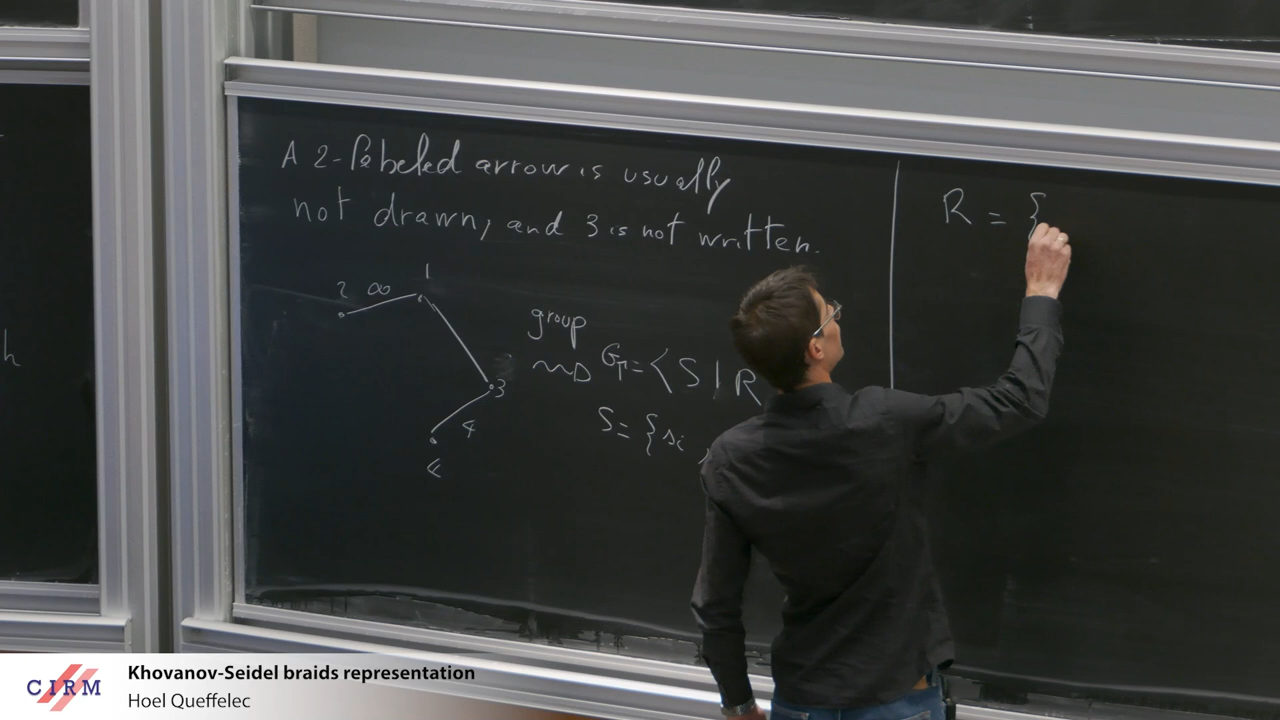 A 2-labeled arrow is usually
not drawn, and 3 is not written.
1
2 ∞
3
4
group
G_Γ = < S | R
S = { s_i
R = {
h
CIRM
Khovanov-Seidel braids representation
Hoel Queffelec